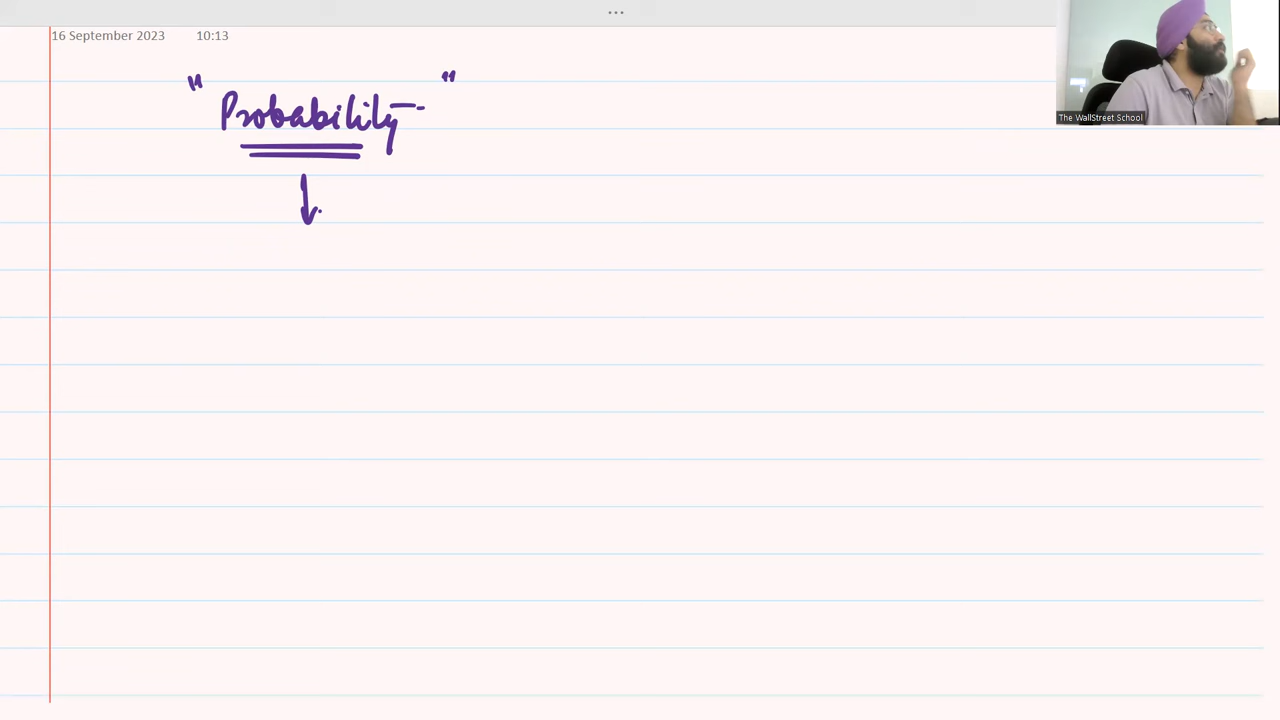 16 September 2023 10:13
" Probability "
The WallStreet School